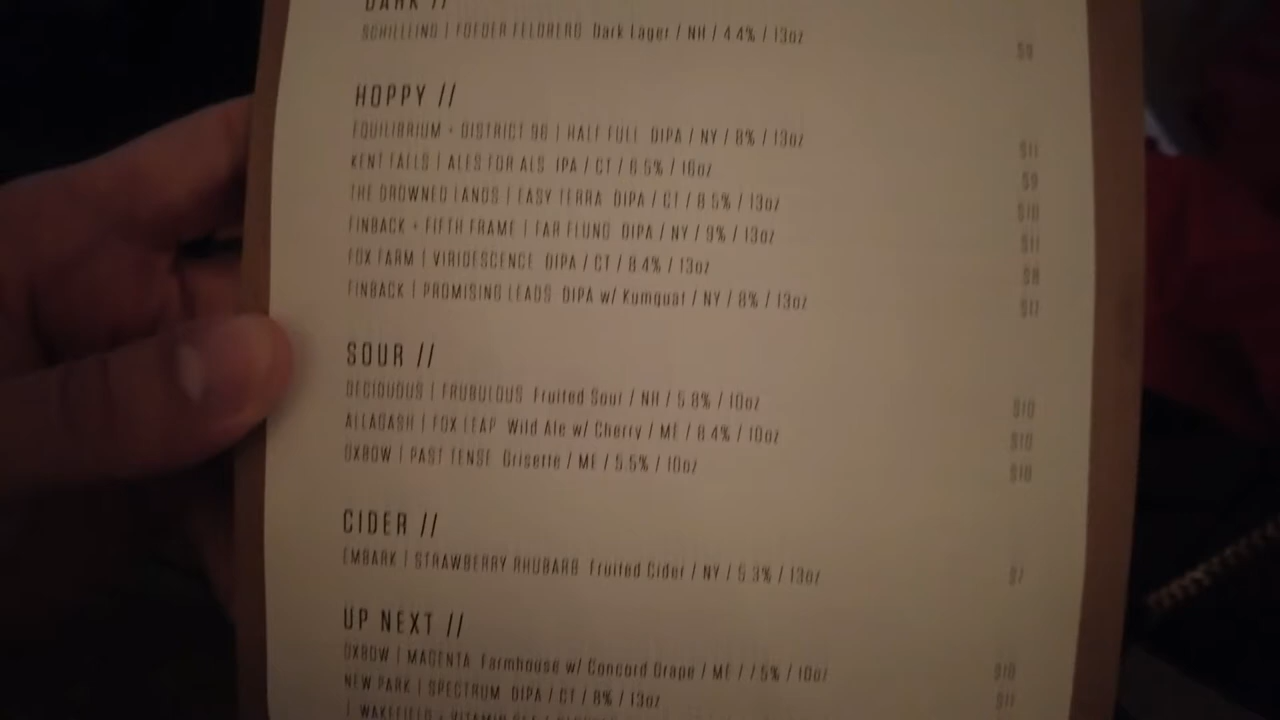 DARK //
SCHILLING | FOEDER FELDBERG Dark Lager / NH / 4.4% / 13oz $9
HOPPY //
EQUILIBRIUM + DISTRICT 96 | HALF FULL DIPA / NY / 8% / 13oz $11
KENT FALLS | ALES FOR ALS IPA / CT / 6.5% / 16oz $9
THE DROWNED LANDS | EASY TERRA DIPA / CT / 8.5% / 13oz $10
FINBACK + FIFTH FRAME | FAR FLUNG DIPA / NY / 9% / 13oz $11
FOX FARM | VIRIDESCENCE DIPA / CT / 8.4% / 13oz $8
FINBACK | PROMISING LEADS DIPA w/ Kumquat / NY / 8% / 13oz
SOUR //
DECIDUOUS | FRUBULOUS Fruited Sour / NH / 5.8% / 10oz $10
ALLAGASH | FOX LEAP Wild Ale w/ Cherry / ME / 8.4% / 10oz $10
OXBOW | PAST TENSE Grisette / ME / 5.5% / 10oz $10
CIDER //
EMBARK | STRAWBERRY RHUBARB Fruited Cider / NY / 5.3% / 13oz $7
UP NEXT //
OXBOW | MAGENTA Farmhouse w/ Concord Grape / ME / 7.5% / 10oz $10
NEW PARK | SPECTRUM DIPA / CT / 8% / 13oz $11
| WAKEFIELD +